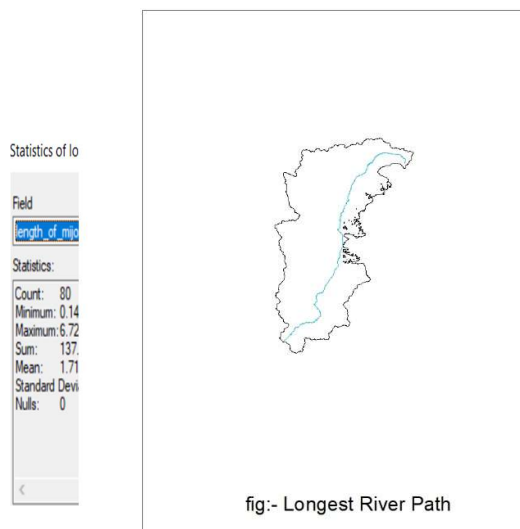 Statistics of lo
Field
length_of_mijo
Statistics:
Count: 80
Minimum: 0.14
Maximum: 6.72
Sum: 137.
Mean: 1.71
Standard Devi
Nulls: 0
fig:- Longest River Path